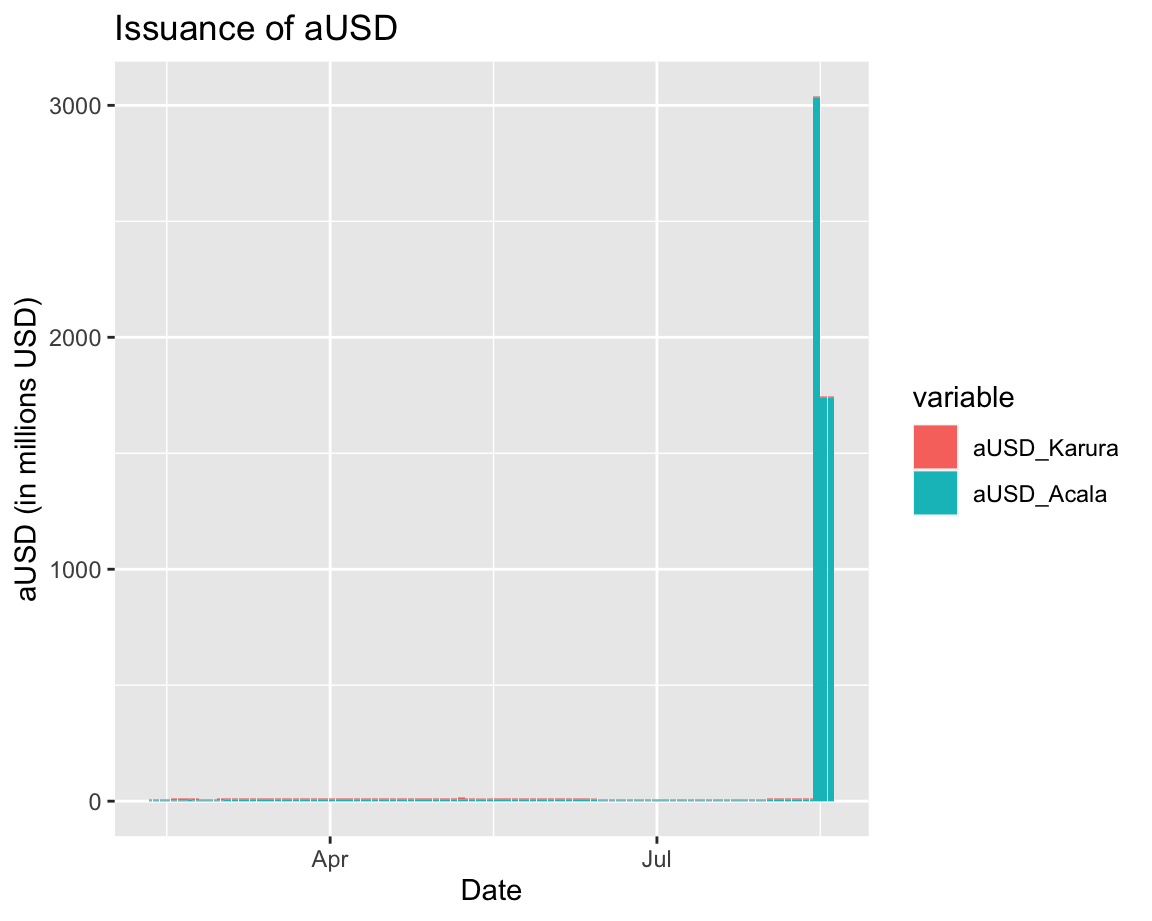 Issuance of aUSD
3000
2000
1000
0
aUSD (in millions USD)
Apr
Jul
Date
variable
aUSD_Karura
aUSD_Acala